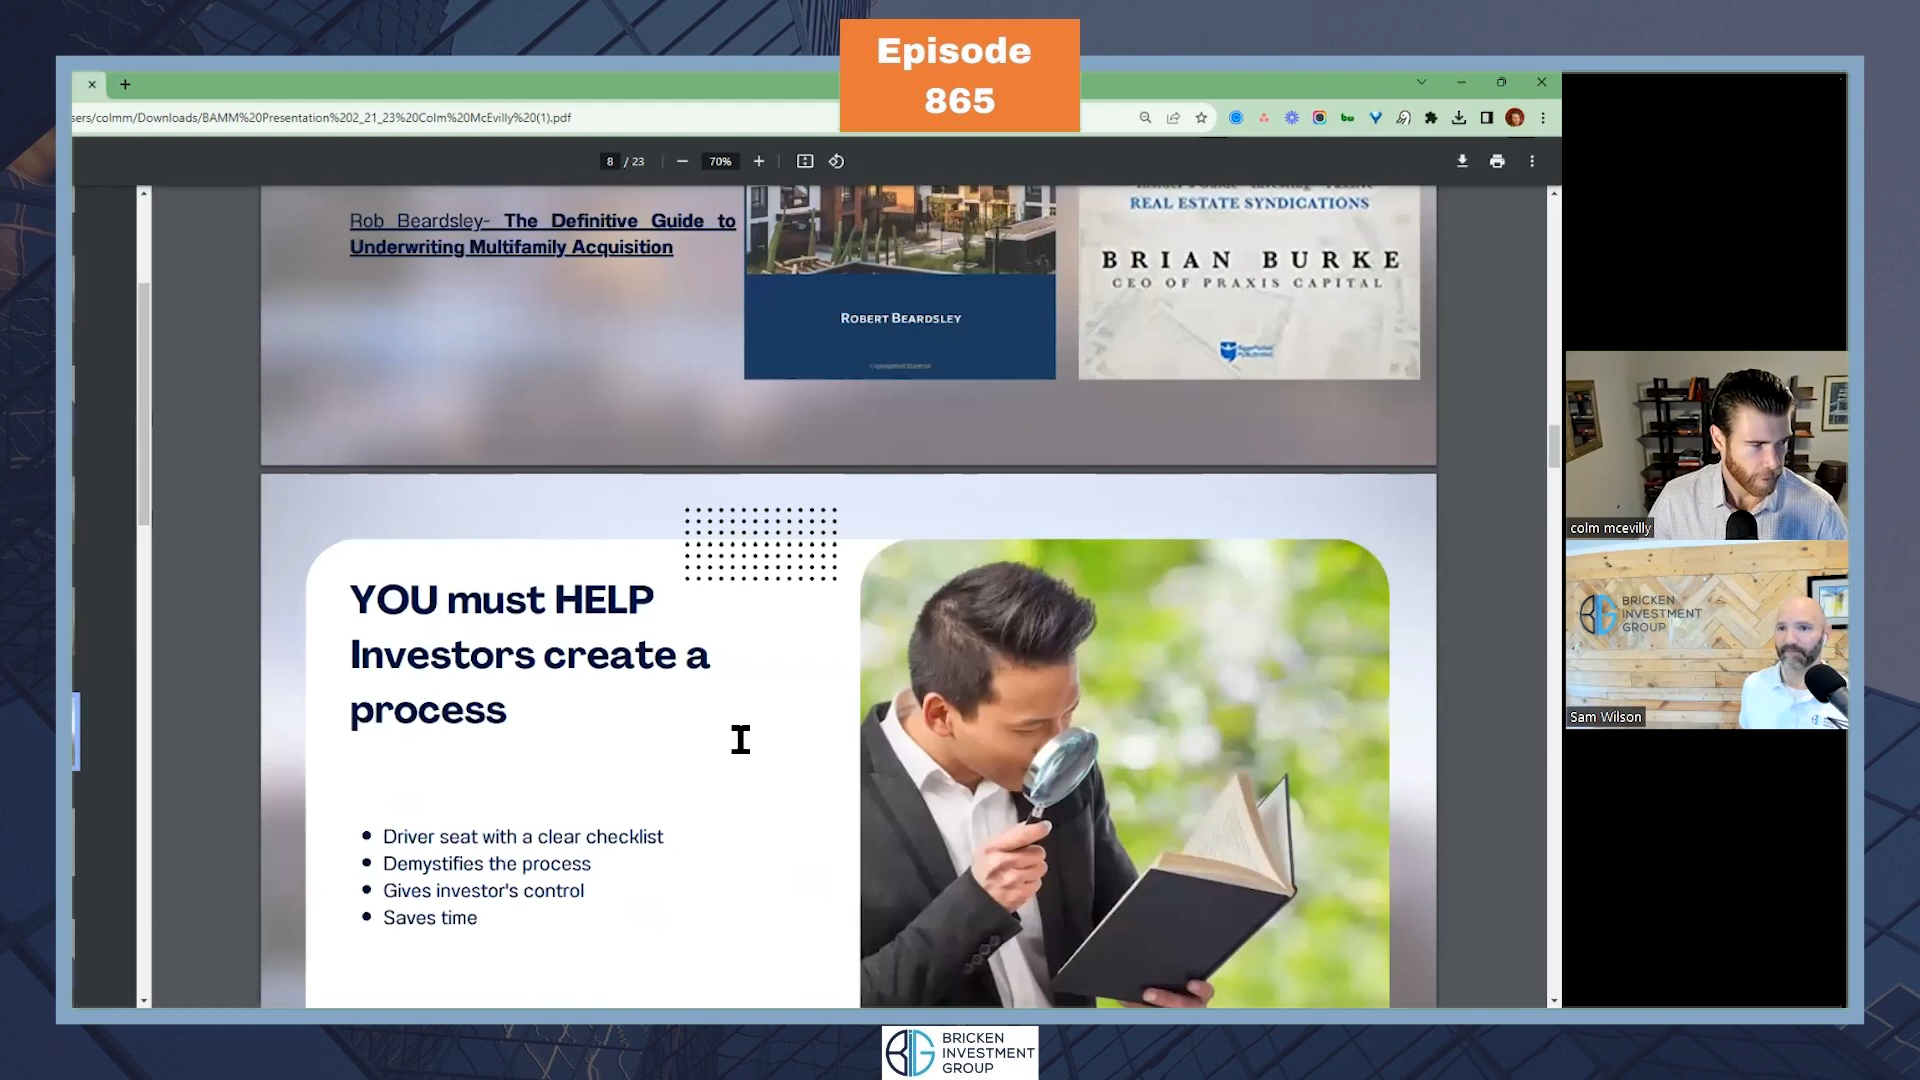 Episode
865
sers/colmm/Downloads/BAMM%20Presentation%202_21_23%20Colm%20McEvilly%20(1).pdf
bw
8 / 23
70%
Rob Beardsley- The Definitive Guide to
Underwriting Multifamily Acquisition
ROBERT BEARDSLEY
REAL ESTATE SYNDICATIONS
BRIAN BURKE
CEO OF PRAXIS CAPITAL
YOU must HELP
Investors create a
process
Driver seat with a clear checklist
Demystifies the process
Gives investor's control
Saves time
colm mcevilly
BRICKEN
INVESTMENT
GROUP
Sam Wilson
BRICKEN
INVESTMENT
GROUP